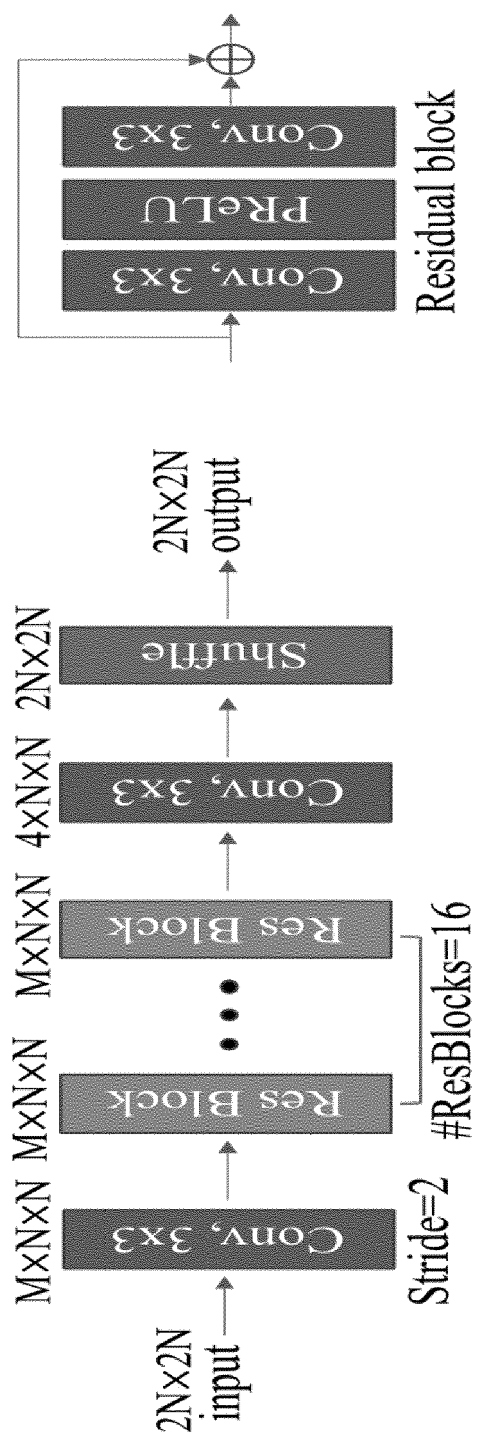 2N×2N
input
M×N×N
Conv, 3x3
Stride=2
M×N×N
Res Block
M×N×N
Res Block
#ResBlocks=16
4×N×N
Conv, 3x3
2N×2N
Shuffle
2N×2N
output
Conv, 3x3
PReLU
Conv, 3x3
Residual block